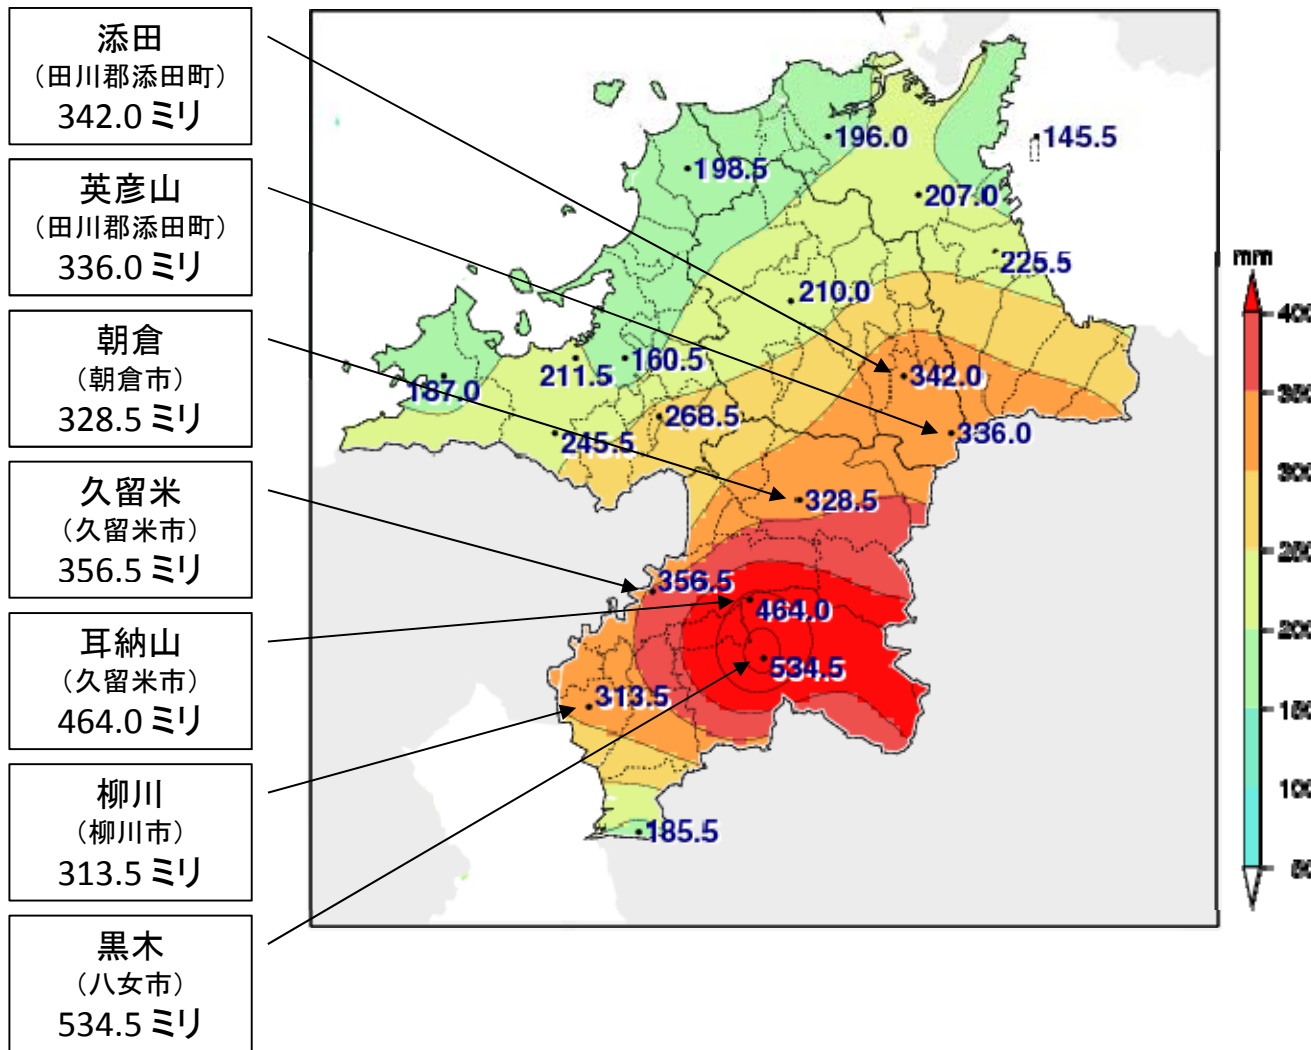 添田
（田川郡添田町）
342.0 ミリ
英彦山
（田川郡添田町）
336.0 ミリ
朝倉
（朝倉市）
328.5 ミリ
久留米
（久留米市）
356.5 ミリ
耳納山
（久留米市）
464.0 ミリ
柳川
（柳川市）
313.5 ミリ
黒木
（八女市）
534.5 ミリ
196.0
145.5
198.5
207.0
225.5
210.0
211.5
160.5
187.0
342.0
268.5
245.5
336.0
328.5
356.5
464.0
534.5
313.5
185.5
mm